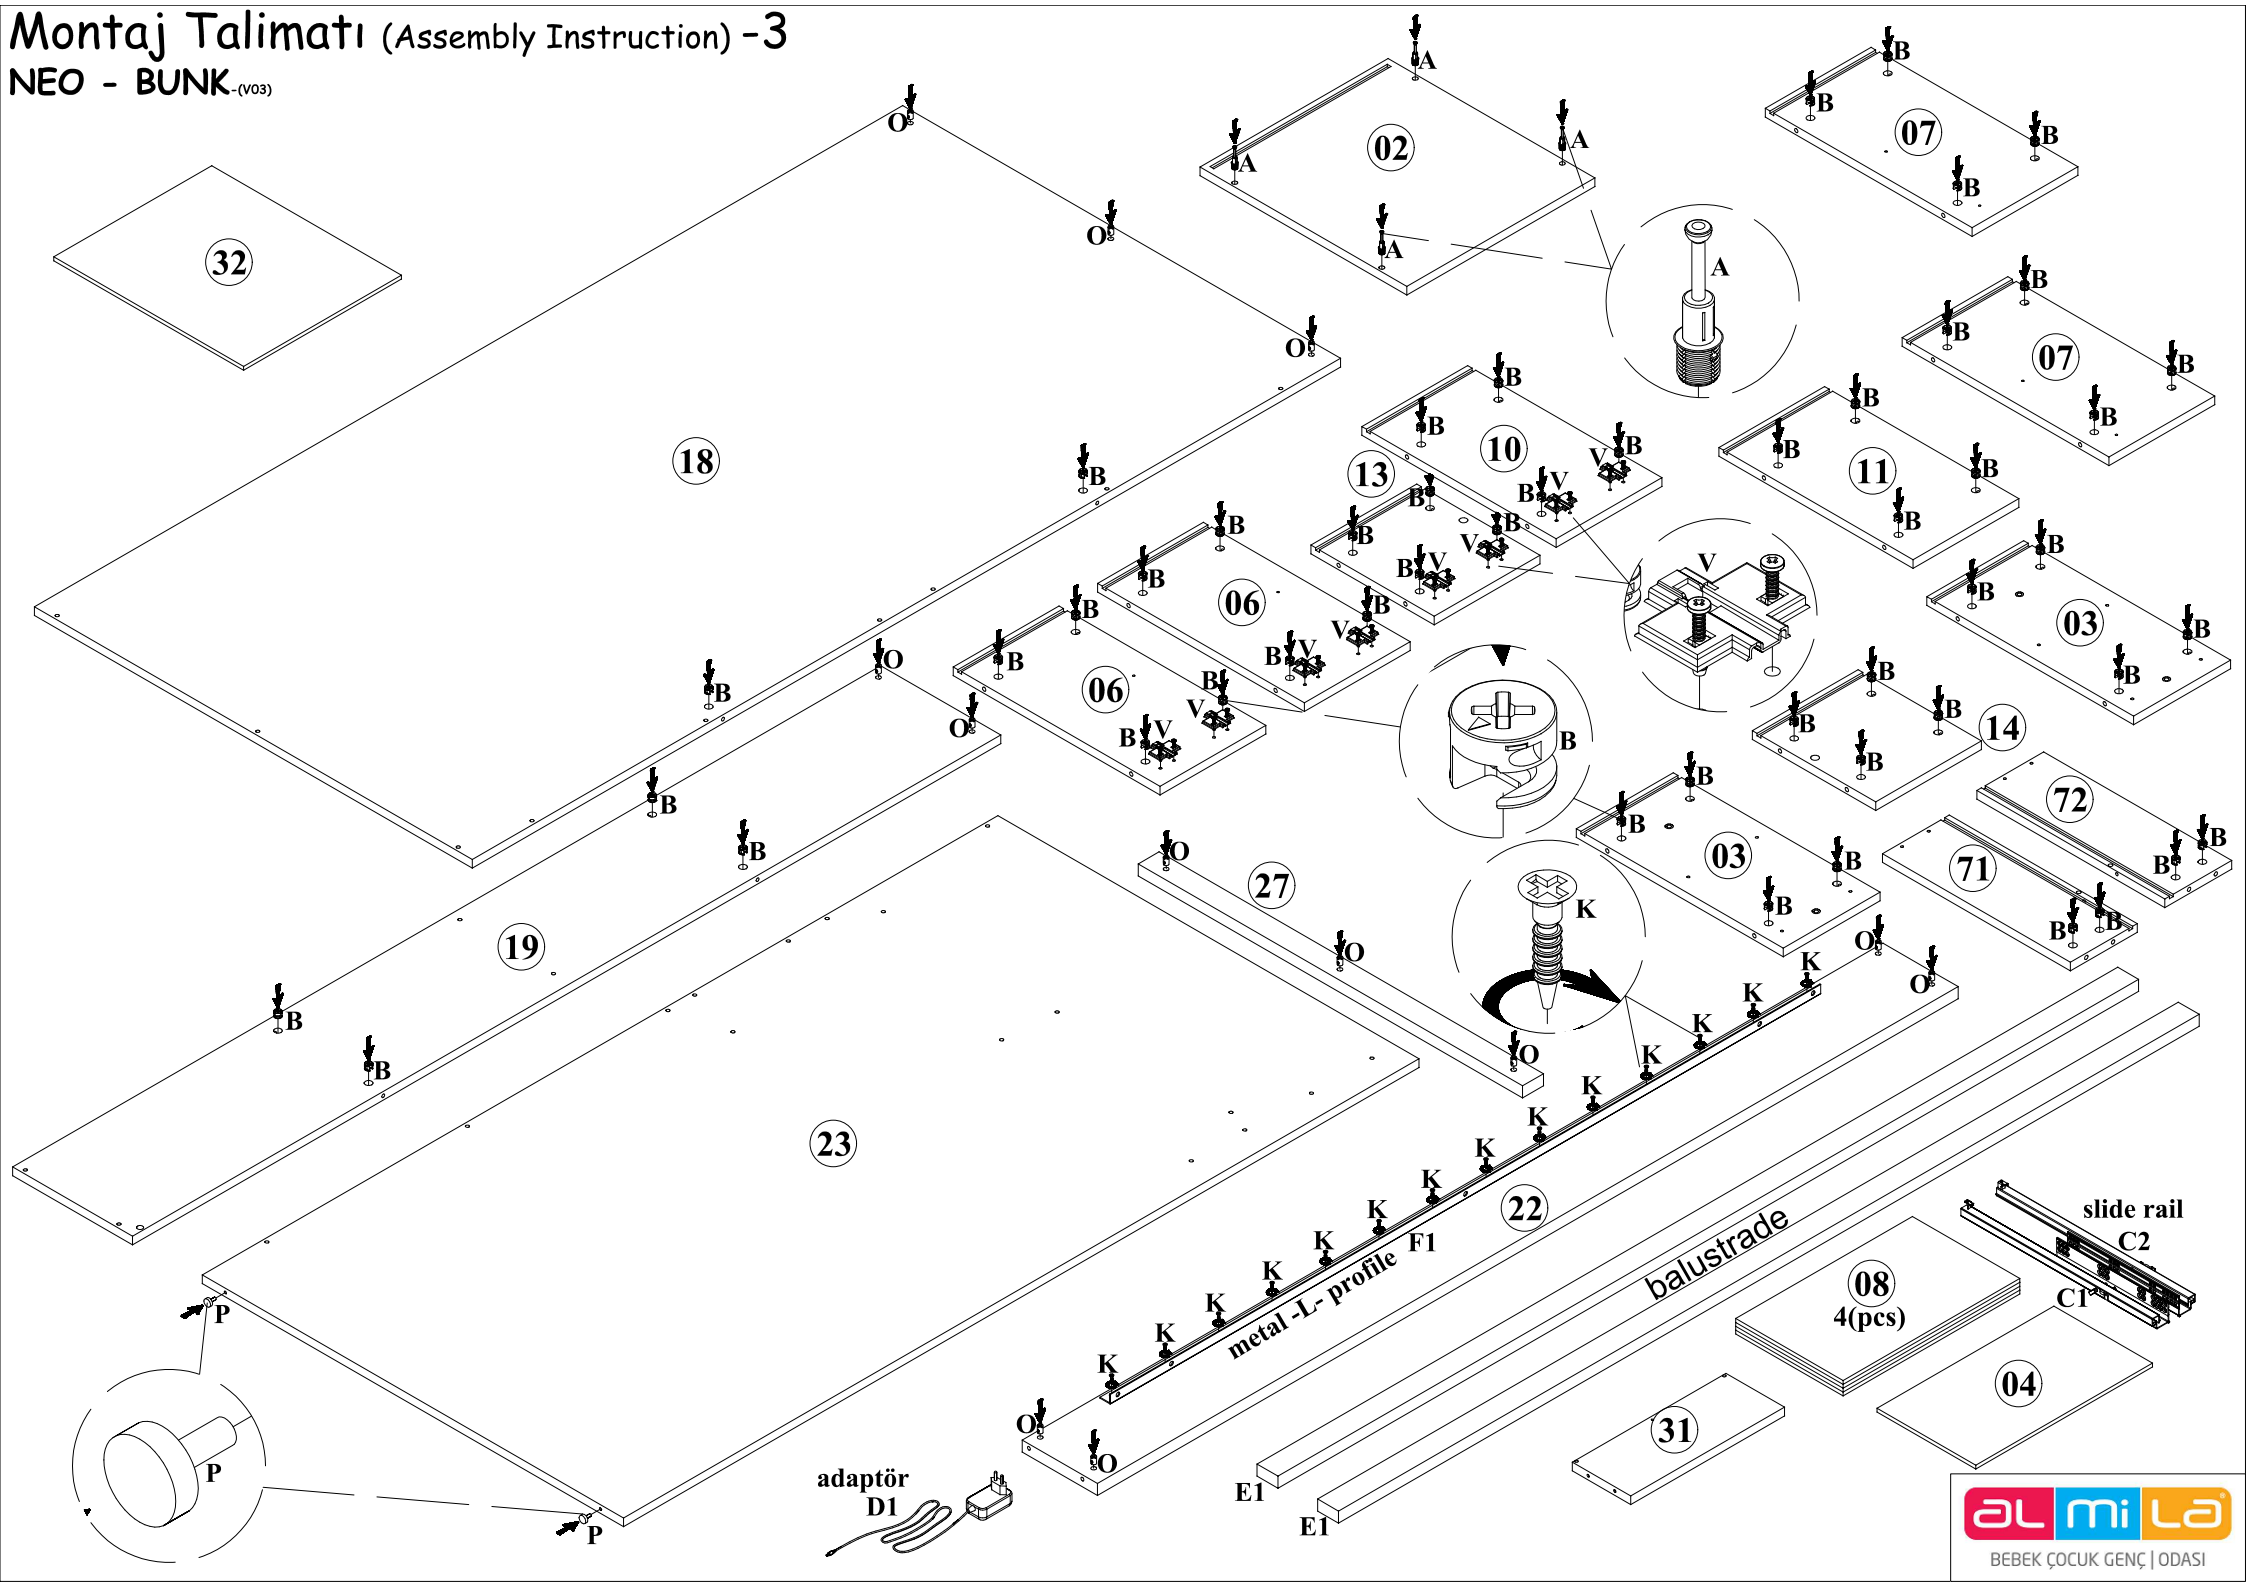 Montaj Talimatı (Assembly Instruction) -3
NEO - BUNK-(V03)
32
O
O
O
18
B
B
A
A
A
A
02
A
B
B
B
B
07
B
B
B
B
07
B
B
B
B
V
V
10
13
B
B
B
B
V
V
B
B
B
B
11
V
B
B
B
B
03
B
B
B
B
V
V
06
B
B
B
B
V
V
06
B
B
B
B
B
14
B
B
B
B
03
72
B
B
71
B
B
O
O
B
B
B
B
19
O
O
O
27
K
23
P
P
P
O
O
O
O
K
K
K
K
K
K
K
K
K
K
K
K
K
K
F1
metal -L- profile
22
balustrade
E1
E1
slide rail
C2
C1
08
4(pcs)
04
31
adaptör
D1
ALMiLA
BEBEK ÇOCUK GENÇ | ODASI